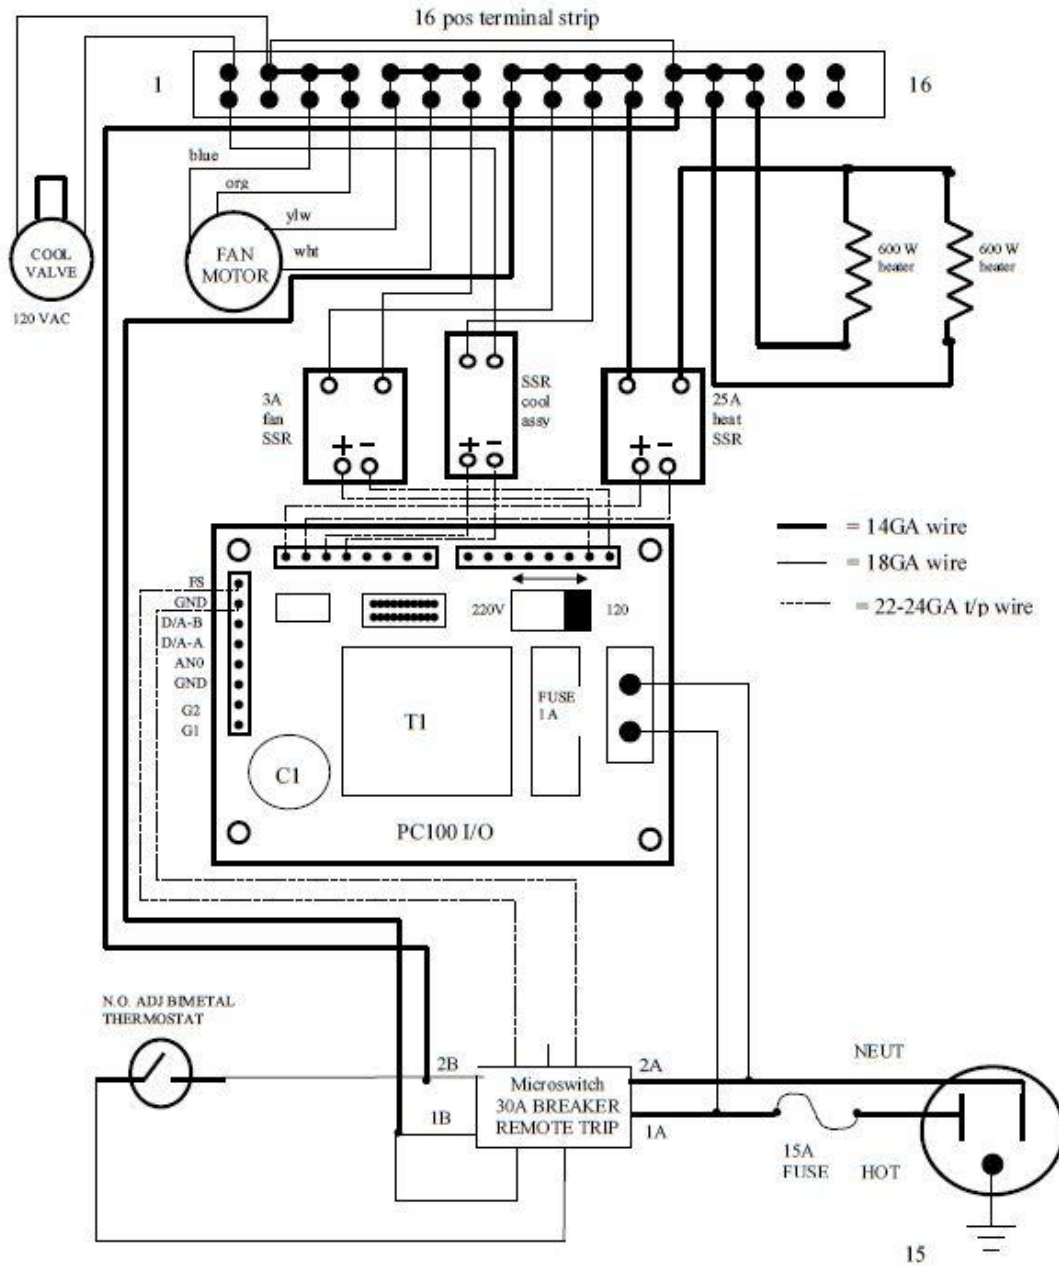 16 pos terminal strip
1
16
blue
org
ylw
wht
COOL
VALVE
120 VAC
FAN
MOTOR
600 W
heater
600 W
heater
3A
fan
SSR
+ -
SSR
cool
assy
+ -
25A
heat
SSR
+ -
= 14GA wire
= 18GA wire
= 22-24GA t/p wire
FS
GND
D/A-B
D/A-A
AN0
GND
G2
G1
220V
120
T1
FUSE
1A
C1
PC100 I/O
N.O. ADJ BIMETAL
THERMOSTAT
2B
1B
Microswitch
30A BREAKER
REMOTE TRIP
2A
1A
NEUT
15A
FUSE
HOT
15